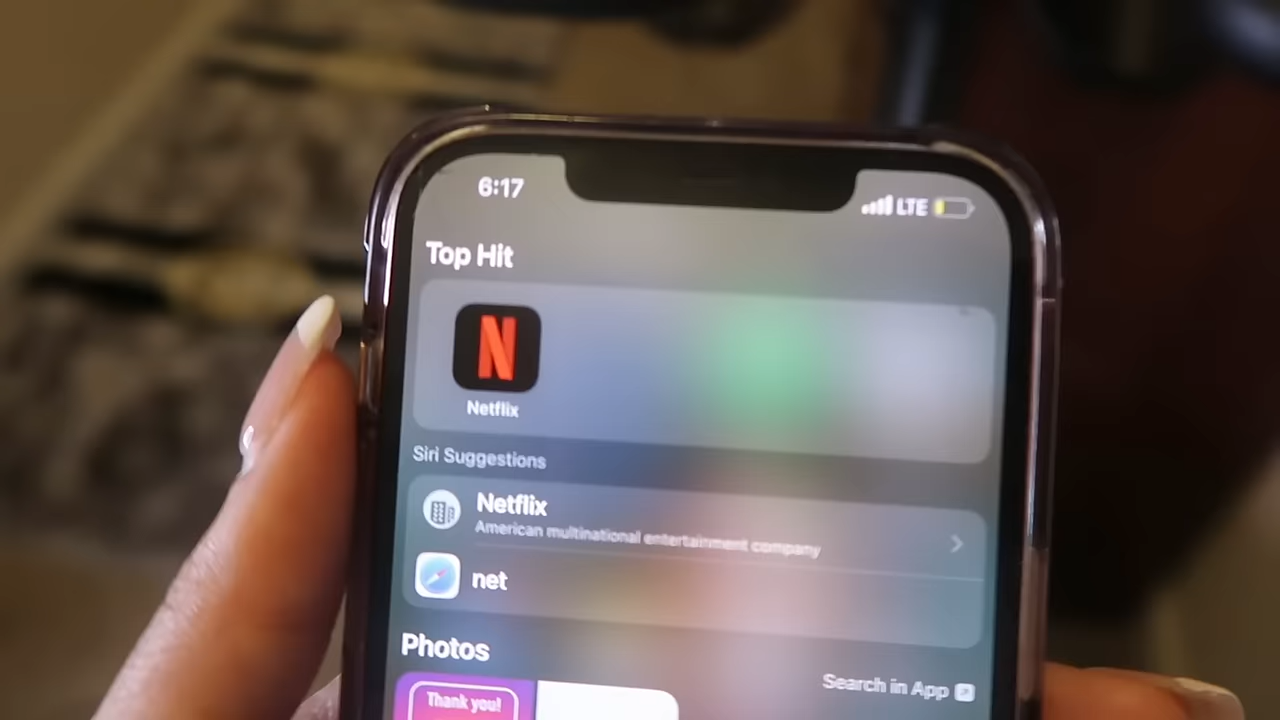 6:17
LTE
Top Hit
N
Netflix
Siri Suggestions
Netflix
American multinational entertainment company
net
Photos
Search in App
Thank you!